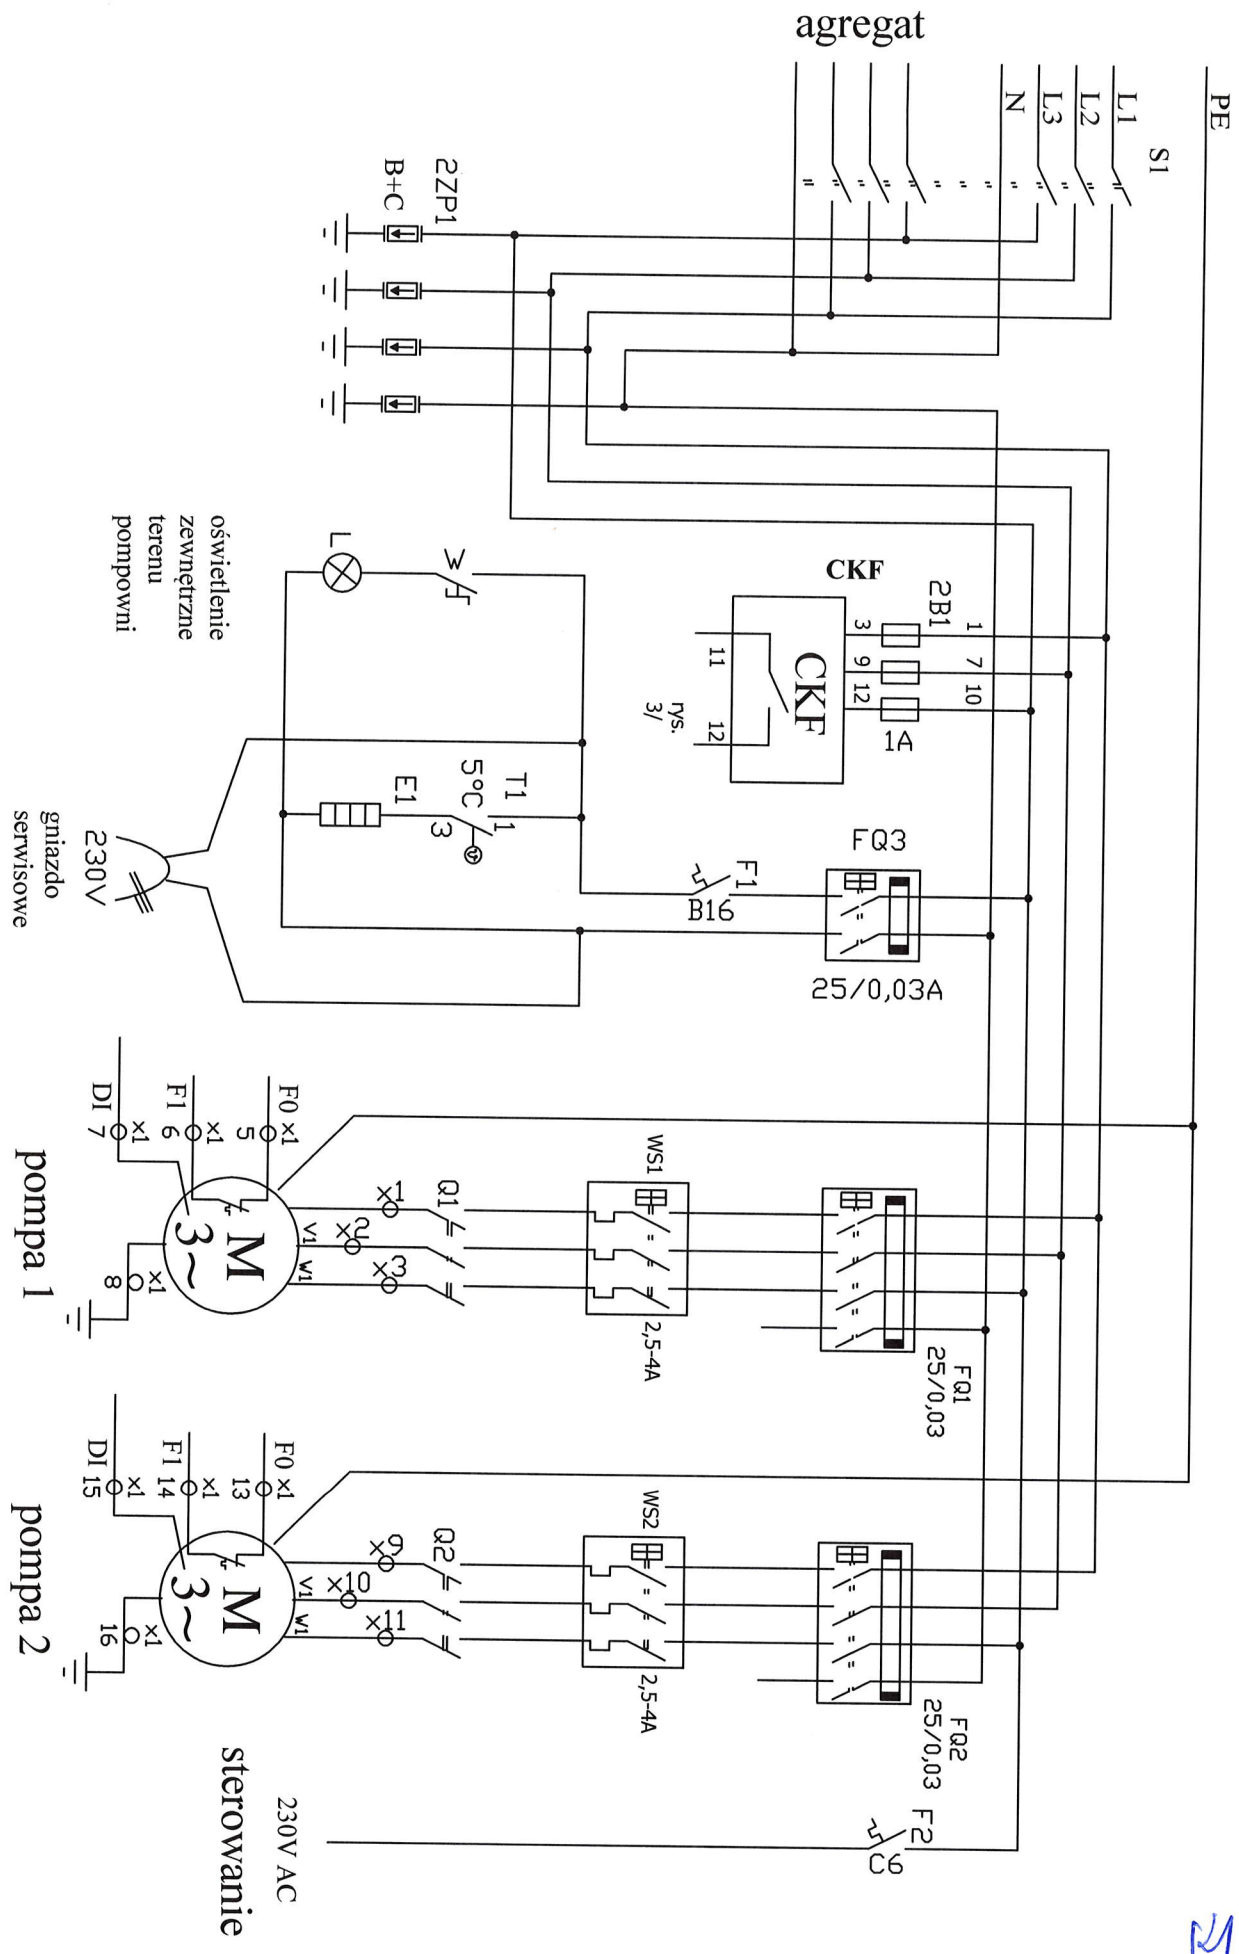 agregat
PE
L1
L2
L3
N
S1
2ZP1
B+C
oświetlenie
zewnętrzne
terenu
pompowni
L
W
CKF
2B1
1
7
10
3
9
12
1A
CKF
11
12
rys.
3/
T1
5°C
1
3
E1
gniazdo
serwisowe
230V
F1
B16
FQ3
25/0,03A
DI
x1
7
F1
x1
6
F0
x1
5
M
3~
x1
8
pompa 1
V1
W1
x1
x2
x3
Q1
WS1
2,5-4A
FQ1
25/0,03
DI
x1
15
F1
x1
14
F0
x1
13
M
3~
x1
16
pompa 2
V1
W1
x9
x10
x11
Q2
WS2
2,5-4A
FQ2
25/0,03
F2
C6
230V AC
sterowanie